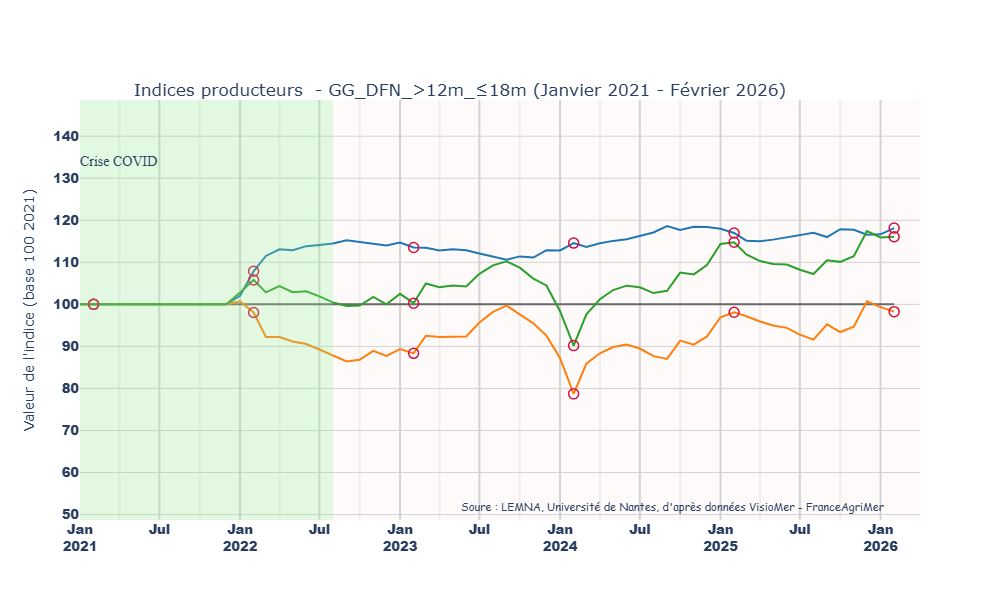 Indices producteurs - GG_DFN_>12m_≤18m (Janvier 2021 - Février 2026)
140
Crise COVID
130
120
110
100
90
80
70
60
50
Valeur de l'indice (base 100 2021)
Soure : LEMNA, Université de Nantes, d'après données VisioMer - FranceAgriMer
Jan Jul Jan Jul Jan Jul Jan Jul Jan Jul Jan
2021 2022 2023 2024 2025 2026